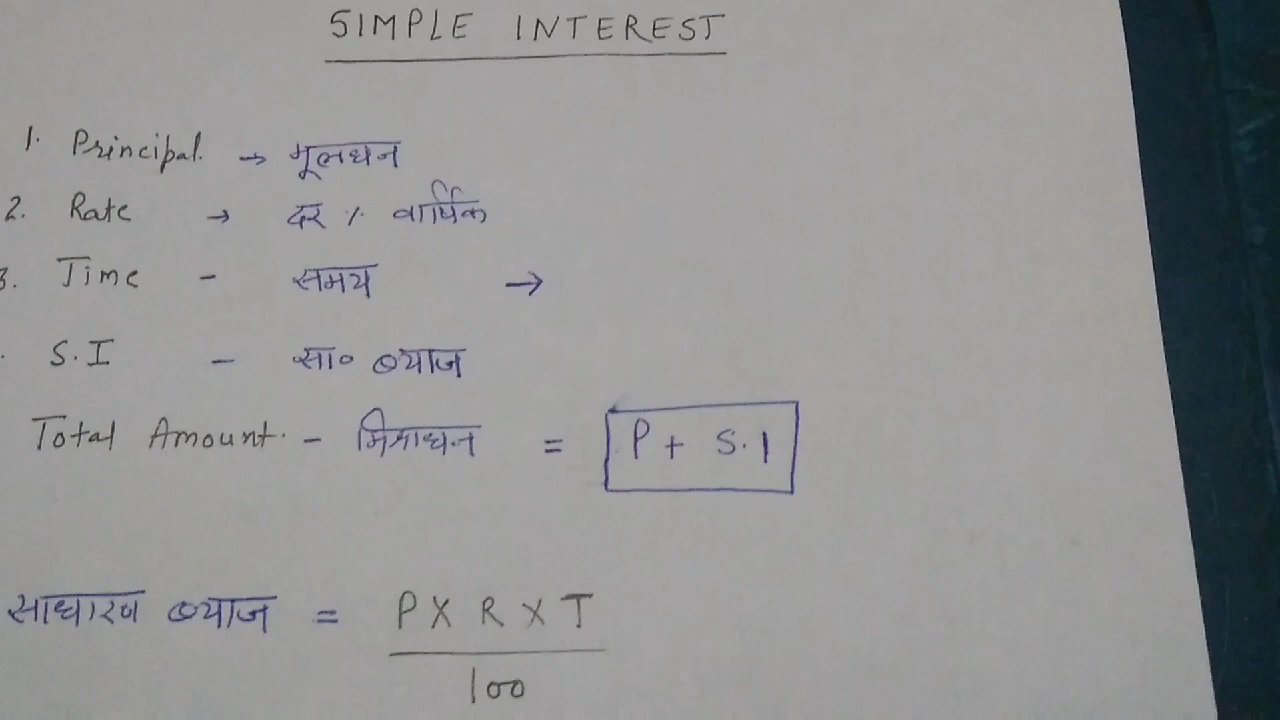 SIMPLE INTEREST
1. Principal. → मूलधन
2. Rate → दर % वार्षिक
3. Time - समय →
. S.I - सा० ब्याज
Total Amount. - मिश्रधन = P + S.I
साधारण ब्याज = P X R X T
100